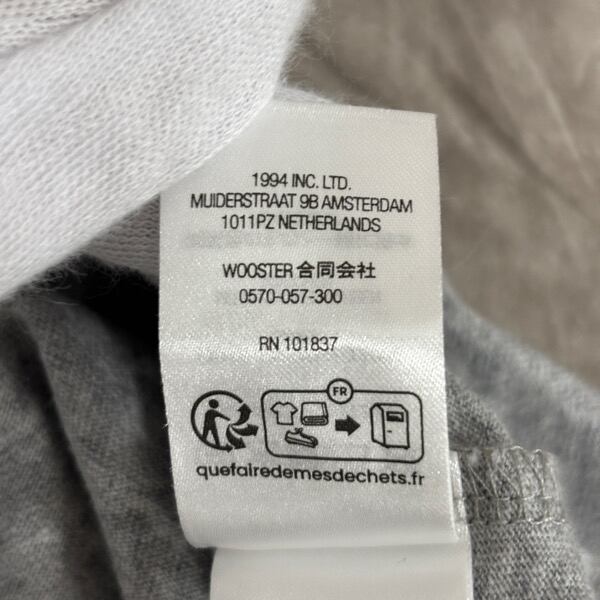 1994 INC. LTD.
MUIDERSTRAAT 9B AMSTERDAM
1011PZ NETHERLANDS
WOOSTER 合同会社
0570-057-300
RN 101837
FR
quefairedemesdechets.fr